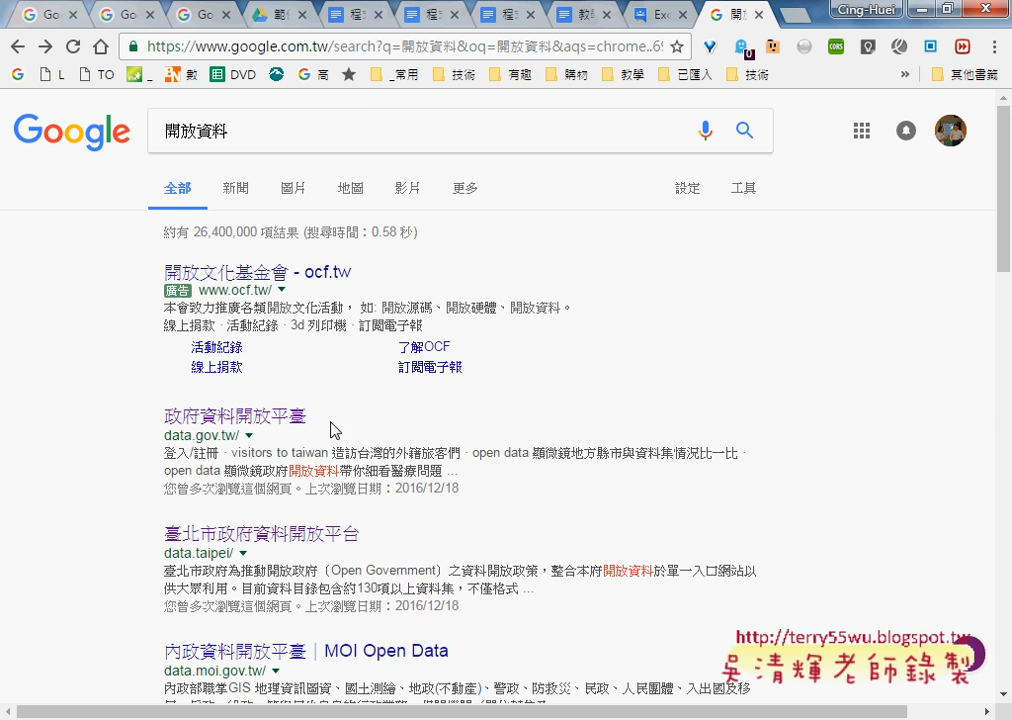 Go
Go
Go
範
程
程
程
教
Exc
開
Cing-Huei
https://www.google.com.tw/search?q=開放資料&oq=開放資料&aqs=chrome..69
L
TO
數
DVD
高
_常用
技術
有趣
購物
教學
已匯入
技術
»
其他書籤
Google
開放資料
全部
新聞
圖片
地圖
影片
更多
設定
工具
約有 26,400,000 項結果 (搜尋時間：0.58 秒)
開放文化基金會 - ocf.tw
廣告 www.ocf.tw/
本會致力推廣各類開放文化活動， 如: 開放源碼、開放硬體、開放資料。
線上捐款 · 活動紀錄 · 3d 列印機 · 訂閱電子報
活動紀錄
了解OCF
線上捐款
訂閱電子報
政府資料開放平臺
data.gov.tw/
登入/註冊 · visitors to taiwan 造訪台灣的外籍旅客們 · open data 顯微鏡地方縣市與資料集情況比一比 ·
open data 顯微鏡政府開放資料帶你細看醫療問題 ...
您曾多次瀏覽這個網頁。上次瀏覽日期：2016/12/18
臺北市政府資料開放平台
data.taipei/
臺北市政府為推動開放政府（Open Government）之資料開放政策，整合本府開放資料於單一入口網站以
供大眾利用。目前資料目錄包含約130項以上資料集，不僅格式 ...
您曾多次瀏覽這個網頁。上次瀏覽日期：2016/12/18
內政資料開放平臺｜MOI Open Data
data.moi.gov.tw/
內政部職掌GIS 地理資訊圖資、國土測繪、地政(不動產)、警政、防救災、民政、人民團體、入出國及移
http://terry55wu.blogspot.tw
吳清輝老師錄製